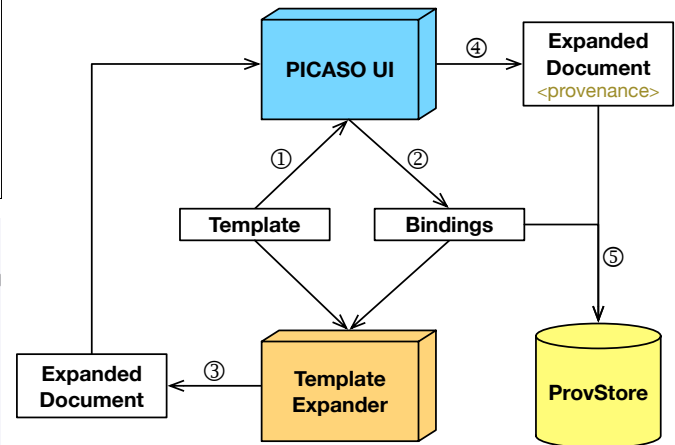 PICASO UI
④
Expanded
Document
<provenance>
①
②
Template
Bindings
⑤
Expanded
Document
③
Template
Expander
ProvStore